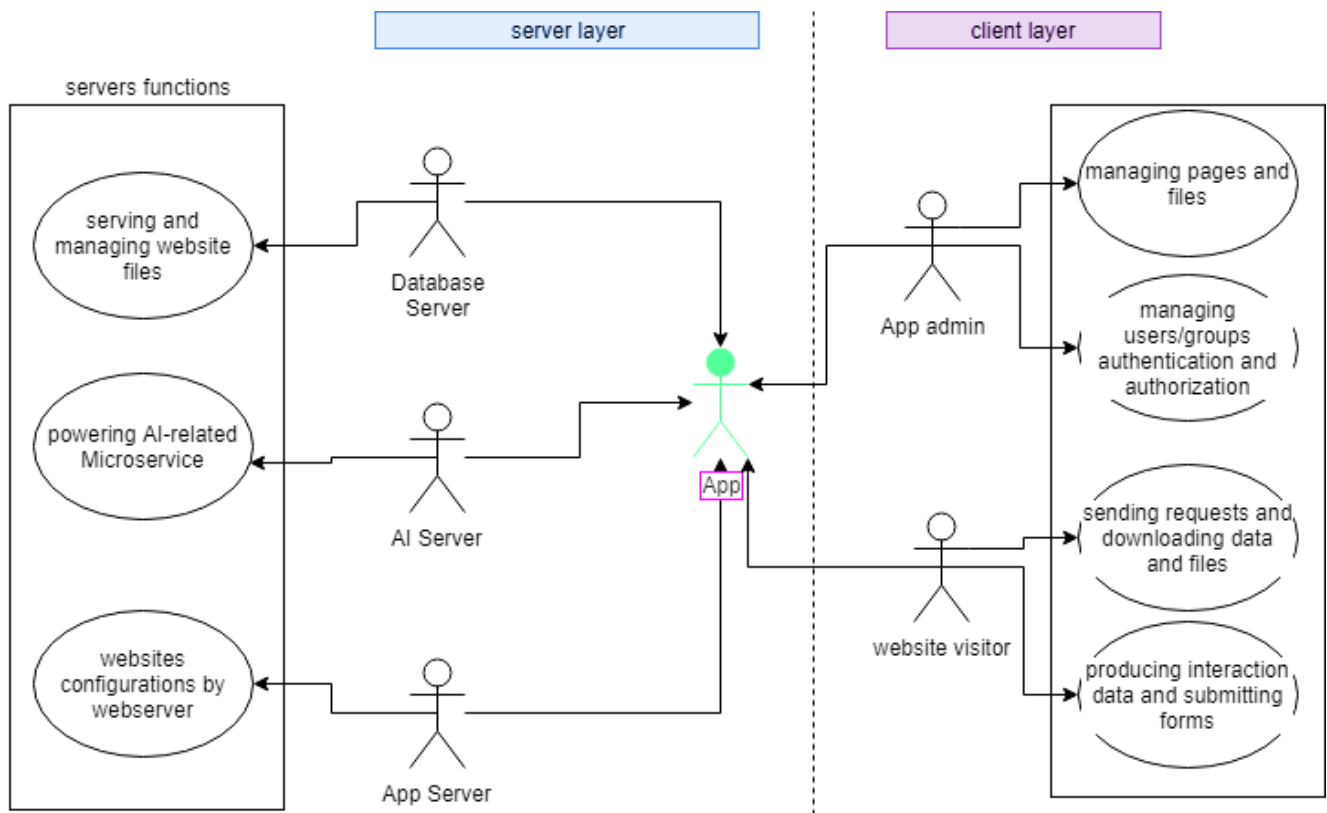 server layer
client layer
servers functions
serving and
managing website
files
Database
Server
powering AI-related
Microservice
AI Server
websites
configurations by
webserver
App Server
App
managing pages and
files
App admin
managing
users/groups
authentication and
authorization
sending requests and
downloading data
and files
website visitor
producing interaction
data and submitting
forms